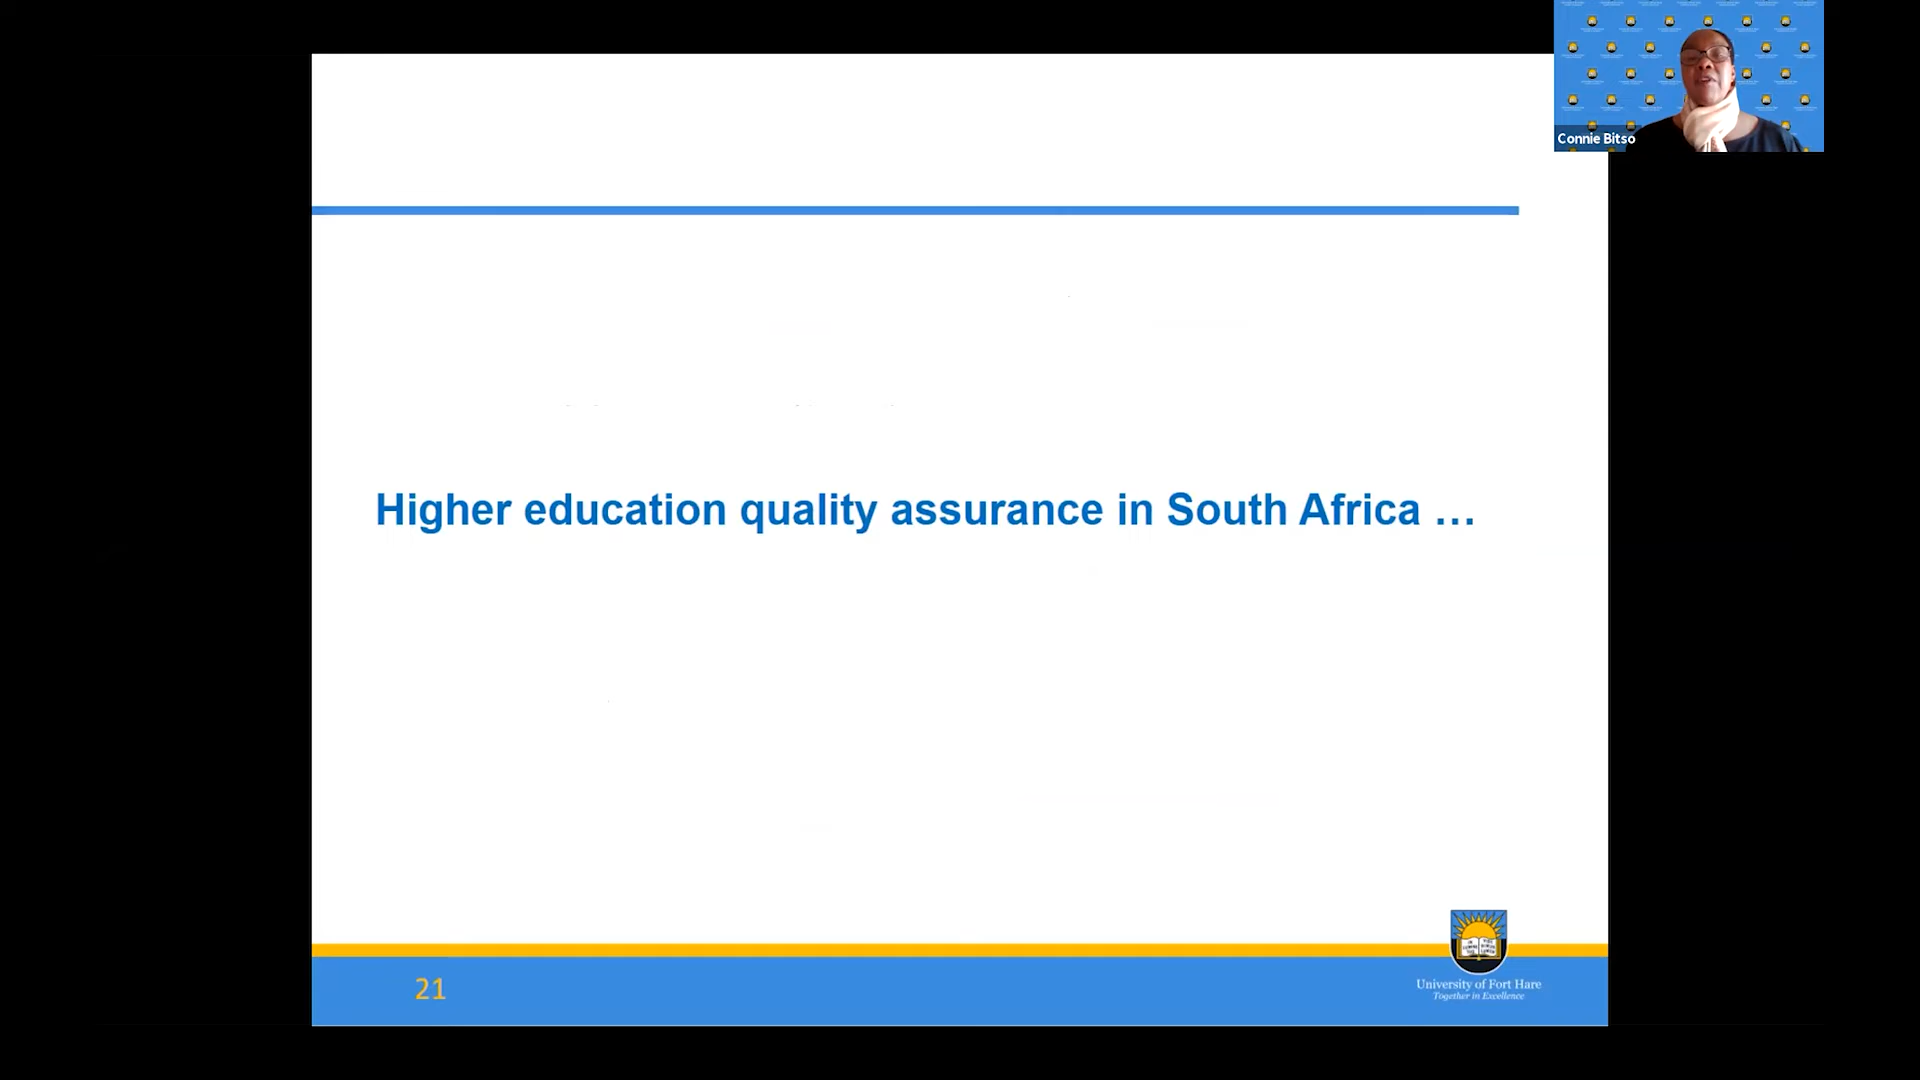 Connie Bitso
Higher education quality assurance in South Africa …
21
University of Fort Hare
Together in Excellence